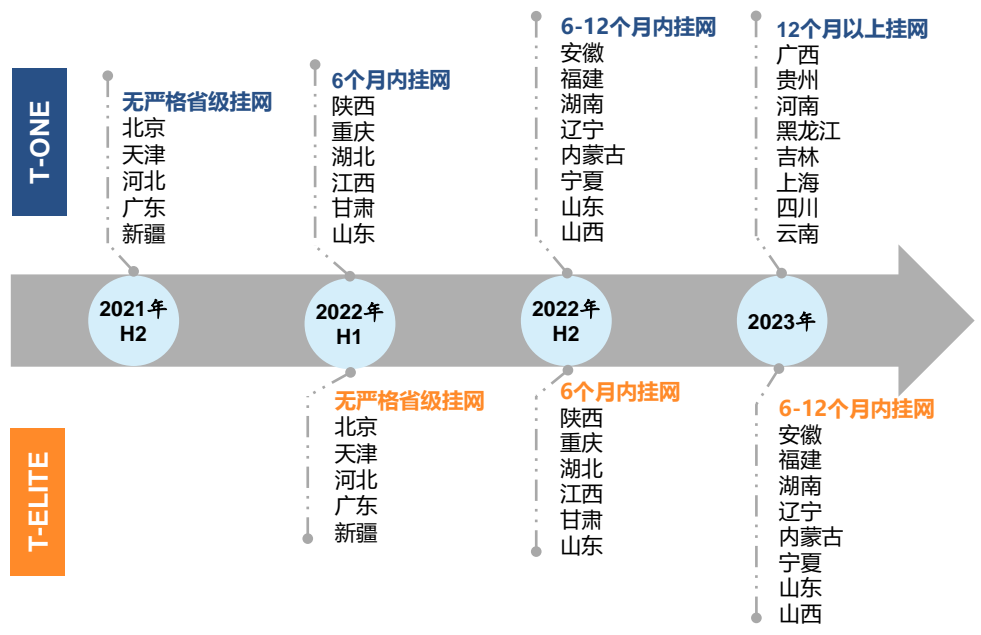 T-ONE
无严格省级挂网
北京
天津
河北
广东
新疆
6个月内挂网
陕西
重庆
湖北
江西
甘肃
山东
6-12个月内挂网
安徽
福建
湖南
辽宁
内蒙古
宁夏
山东
山西
12个月以上挂网
广西
贵州
河南
黑龙江
吉林
上海
四川
云南
2021年
H2
2022年
H1
2022年
H2
2023年
T-ELITE
无严格省级挂网
北京
天津
河北
广东
新疆
6个月内挂网
陕西
重庆
湖北
江西
甘肃
山东
6-12个月内挂网
安徽
福建
湖南
辽宁
内蒙古
宁夏
山东
山西